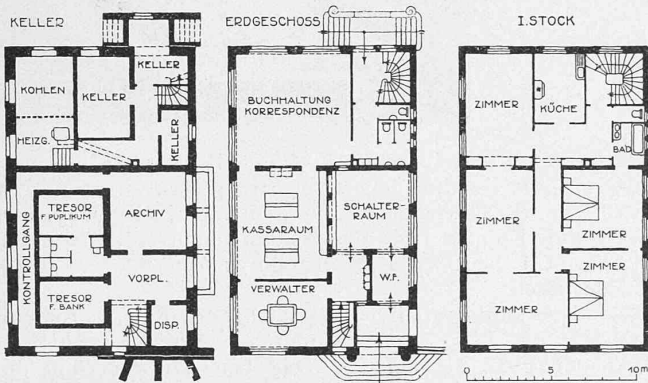 KELLER
KOHLEN
KELLER
KELLER
HEIZG.
KELLER
TRESOR
F. PUPLIKUM
ARCHIV
KONTROLLGANG
VORPL.
TRESOR
F. BANK
DISP.
ERDGESCHOSS
BUCHHALTUNG
KORRESPONDENZ
KASSARAUM
SCHALTER-
RAUM
VERWALTER
W.F.
I.STOCK
ZIMMER
KÜCHE
BAD
ZIMMER
ZIMMER
ZIMMER
ZIMMER
0 5 10 m